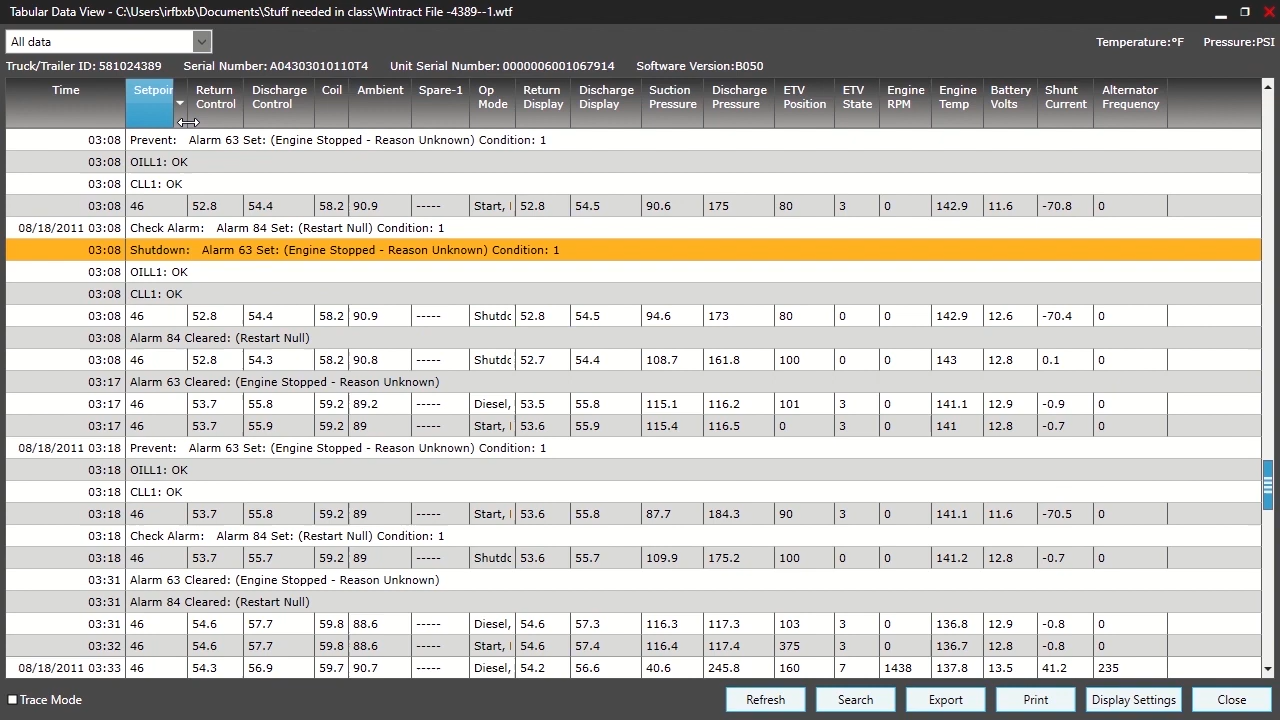 Tabular Data View - C:\Users\irfbxb\Documents\Stuff needed in class\Wintract File -4389--1.wtf
All data
Temperature:°F Pressure:PSI
Truck/Trailer ID: 581024389 Serial Number: A04303010110T4 Unit Serial Number: 0000006001067914 Software Version:B050
Time Setpoin Return Control Discharge Control Coil Ambient Spare-1 Op Mode Return Display Discharge Display Suction Pressure Discharge Pressure ETV Position ETV State Engine RPM Engine Temp Battery Volts Shunt Current Alternator Frequency
03:08 Prevent: Alarm 63 Set: (Engine Stopped - Reason Unknown) Condition: 1
03:08 OILL1: OK
03:08 CLL1: OK
03:08 46 52.8 54.4 58.2 90.9 ----- Start, 52.8 54.5 90.6 175 80 3 0 142.9 11.6 -70.8 0
08/18/2011 03:08 Check Alarm: Alarm 84 Set: (Restart Null) Condition: 1
03:08 Shutdown: Alarm 63 Set: (Engine Stopped - Reason Unknown) Condition: 1
03:08 OILL1: OK
03:08 CLL1: OK
03:08 46 52.8 54.4 58.2 90.9 ----- Shutdc 52.8 54.5 94.6 173 80 0 0 142.9 12.6 -70.4 0
03:08 Alarm 84 Cleared: (Restart Null)
03:08 46 52.8 54.3 58.2 90.8 ----- Shutdc 52.7 54.4 108.7 161.8 100 0 0 143 12.8 0.1 0
03:17 Alarm 63 Cleared: (Engine Stopped - Reason Unknown)
03:17 46 53.7 55.8 59.2 89.2 ----- Diesel, 53.5 55.8 115.1 116.2 101 3 0 141.1 12.9 -0.9 0
03:17 46 53.7 55.9 59.2 89 ----- Start, 53.6 55.9 115.4 116.5 0 3 0 141 12.8 -0.7 0
08/18/2011 03:18 Prevent: Alarm 63 Set: (Engine Stopped - Reason Unknown) Condition: 1
03:18 OILL1: OK
03:18 CLL1: OK
03:18 46 53.7 55.8 59.2 89 ----- Start, 53.6 55.8 87.7 184.3 90 3 0 141.1 11.6 -70.5 0
03:18 Check Alarm: Alarm 84 Set: (Restart Null) Condition: 1
03:18 46 53.7 55.7 59.2 89 ----- Shutdc 53.6 55.7 109.9 175.2 100 0 0 141.2 12.8 -0.7 0
03:31 Alarm 63 Cleared: (Engine Stopped - Reason Unknown)
03:31 Alarm 84 Cleared: (Restart Null)
03:31 46 54.6 57.7 59.8 88.6 ----- Diesel, 54.6 57.3 116.3 117.3 103 3 0 136.8 12.9 -0.8 0
03:32 46 54.6 57.7 59.8 88.6 ----- Start, 54.6 57.4 116.4 117.4 375 3 0 136.7 12.8 -0.8 0
08/18/2011 03:33 46 54.3 56.9 59.7 90.7 ----- Diesel, 54.2 56.6 40.6 245.8 160 7 1438 137.8 13.5 41.2 235
Trace Mode Refresh Search Export Print Display Settings Close